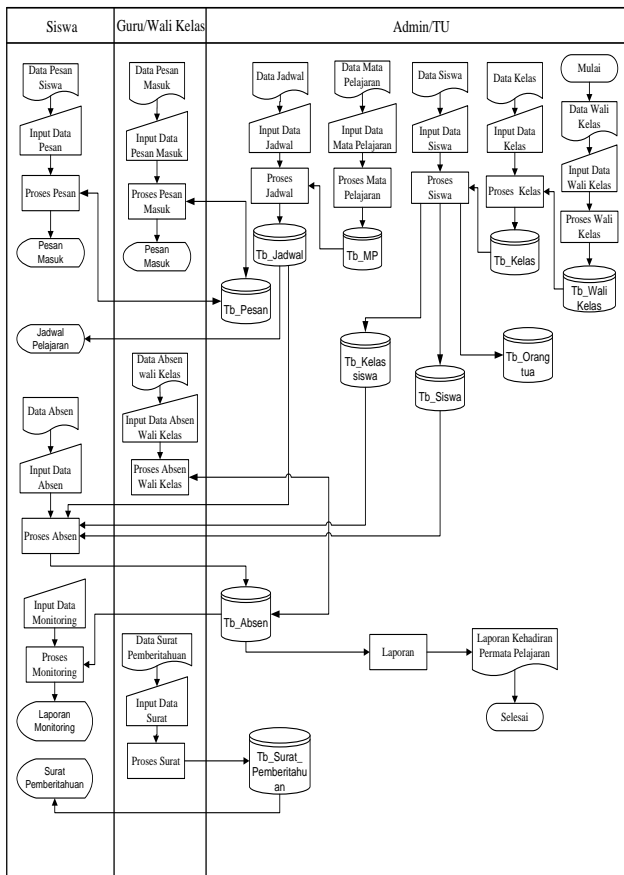 Siswa
Guru/Wali Kelas
Admin/TU
Data Pesan
Siswa
Input Data
Pesan
Proses Pesan
Pesan
Masuk
Data Pesan
Masuk
Input Data
Pesan Masuk
Proses Pesan
Masuk
Pesan
Masuk
Data Jadwal
Input Data
Jadwal
Proses
Jadwal
Tb_Jadwal
Data Mata
Pelajaran
Input Data
Mata Pelajaran
Proses Mata
Pelajaran
Tb_MP
Data Siswa
Input Data
Siswa
Proses
Siswa
Data Kelas
Input Data
Kelas
Proses Kelas
Tb_Kelas
Mulai
Data Wali
Kelas
Input Data
Wali Kelas
Proses Wali
Kelas
Tb_Wali
Kelas
Tb_Pesan
Jadwal
Pelajaran
Tb_Kelas
siswa
Tb_Siswa
Tb_Orang
tua
Data Absen
wali Kelas
Input Data Absen
Wali Kelas
Proses Absen
Wali Kelas
Data Absen
Input Data
Absen
Proses Absen
Tb_Absen
Input Data
Monitoring
Proses
Monitoring
Laporan
Monitoring
Data Surat
Pemberitahuan
Input Data
Surat
Proses Surat
Tb_Surat_
Pemberitahu
an
Surat
Pemberitahuan
Laporan
Laporan Kehadiran
Permata Pelajaran
Selesai